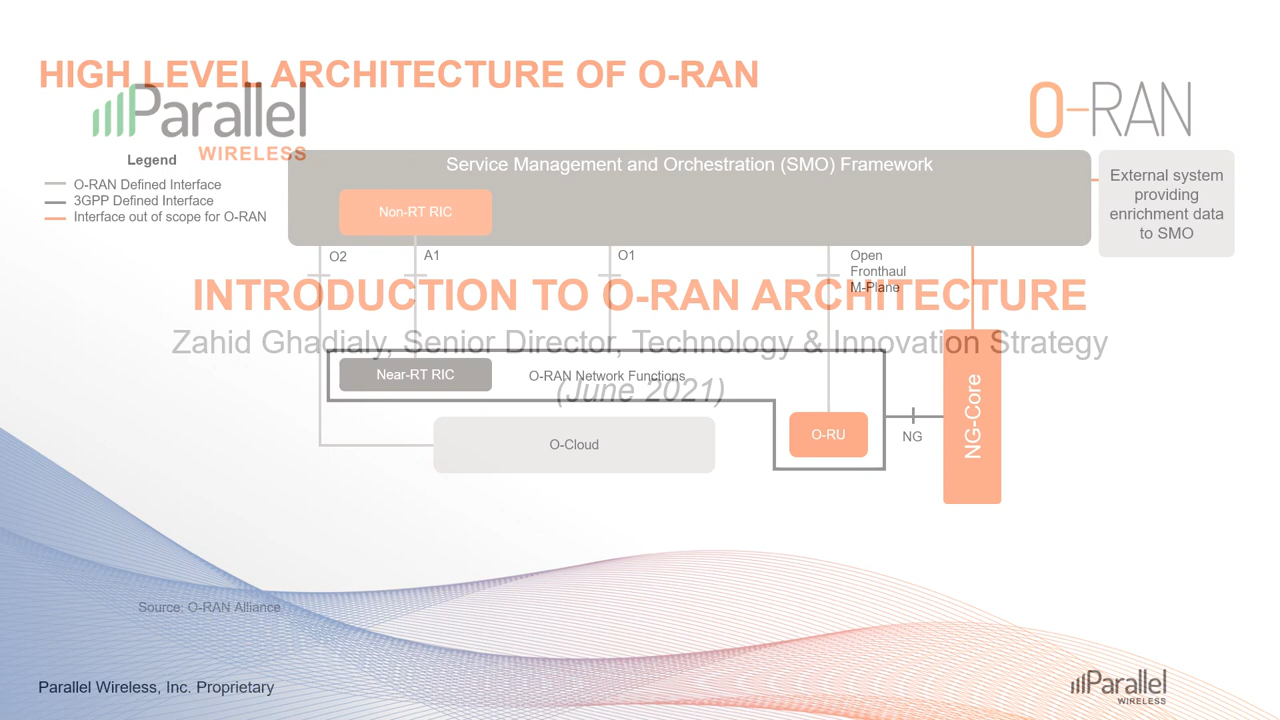 HIGH LEVEL ARCHITECTURE OF O-RAN
Parallel
WIRELESS
O-RAN
Legend
O-RAN Defined Interface
3GPP Defined Interface
Interface out of scope for O-RAN
Service Management and Orchestration (SMO) Framework
Non-RT RIC
External system
providing
enrichment data
to SMO
O2
A1
O1
Open
Fronthaul
M-Plane
INTRODUCTION TO O-RAN ARCHITECTURE
Zahid Ghadialy, Senior Director, Technology & Innovation Strategy
(June 2021)
Near-RT RIC
O-RAN Network Functions
O-Cloud
O-RU
NG
NG-Core
Source: O-RAN Alliance
Parallel Wireless, Inc. Proprietary
Parallel
WIRELESS